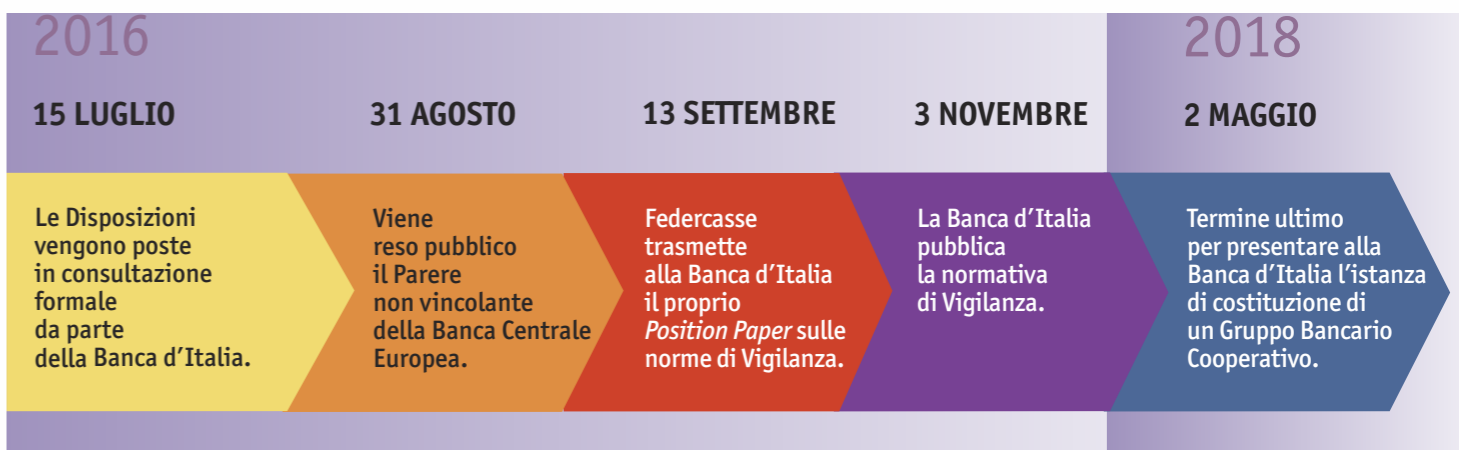 2016
15 LUGLIO
Le Disposizioni
vengono poste
in consultazione
formale
da parte
della Banca d’Italia.
31 AGOSTO
Viene
reso pubblico
il Parere
non vincolante
della Banca Centrale
Europea.
13 SETTEMBRE
Federcasse
trasmette
alla Banca d’Italia
il proprio
Position Paper sulle
norme di Vigilanza.
3 NOVEMBRE
La Banca d’Italia
pubblica
la normativa
di Vigilanza.
2018
2 MAGGIO
Termine ultimo
per presentare alla
Banca d’Italia l’istanza
di costituzione di
un Gruppo Bancario
Cooperativo.